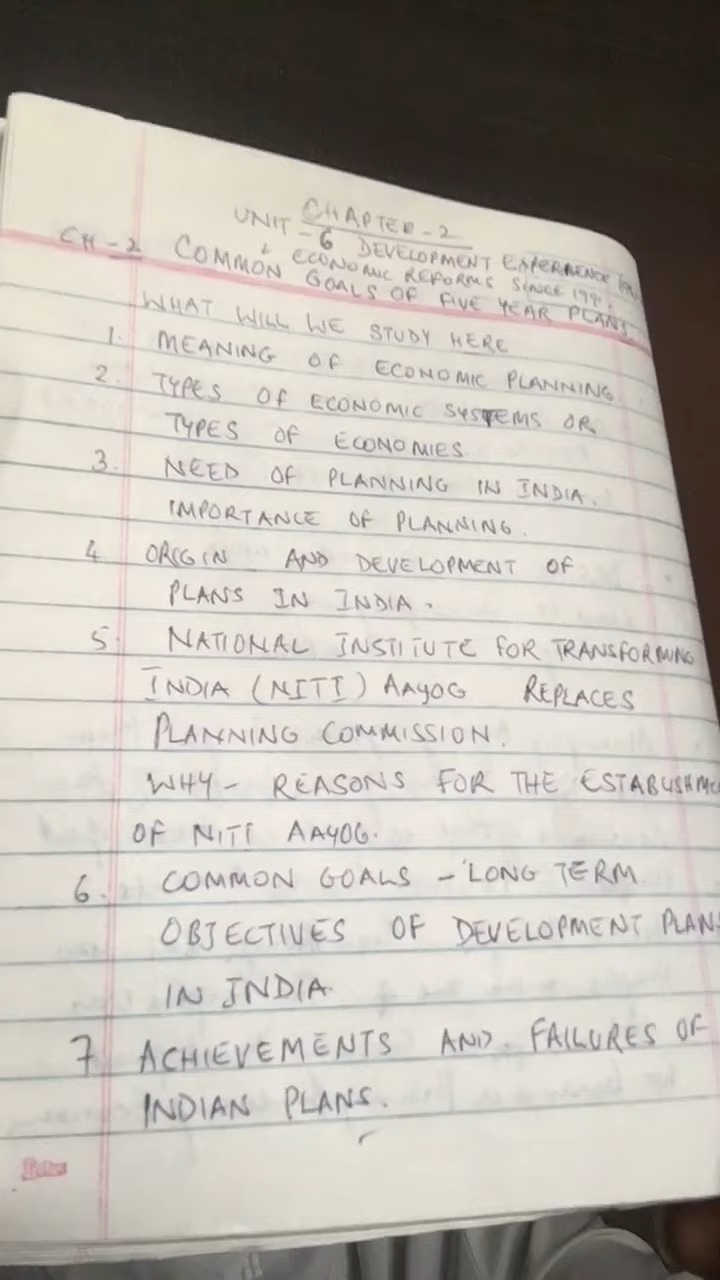 CHAPTER - 2
UNIT - 6 DEVELOPMENT EXPERIENCE
& ECONOMIC REFORMS SINCE 1991.
CH - 2 COMMON GOALS OF FIVE YEAR PLANS
WHAT WILL WE STUDY HERE
1. MEANING OF ECONOMIC PLANNING.
2. TYPES OF ECONOMIC SYSTEMS OR
TYPES OF ECONOMIES.
3. NEED OF PLANNING IN INDIA.
IMPORTANCE OF PLANNING.
4 ORIGIN AND DEVELOPMENT OF
PLANS IN INDIA.
5. NATIONAL INSTITUTE FOR TRANSFORMING
INDIA (NITI) AAYOG REPLACES
PLANNING COMMISSION.
WHY - REASONS FOR THE ESTABLISHME
OF NITI AAYOG.
6. COMMON GOALS - LONG TERM
OBJECTIVES OF DEVELOPMENT PLANS
IN INDIA.
7 ACHIEVEMENTS AND FAILURES OF
INDIAN PLANS.